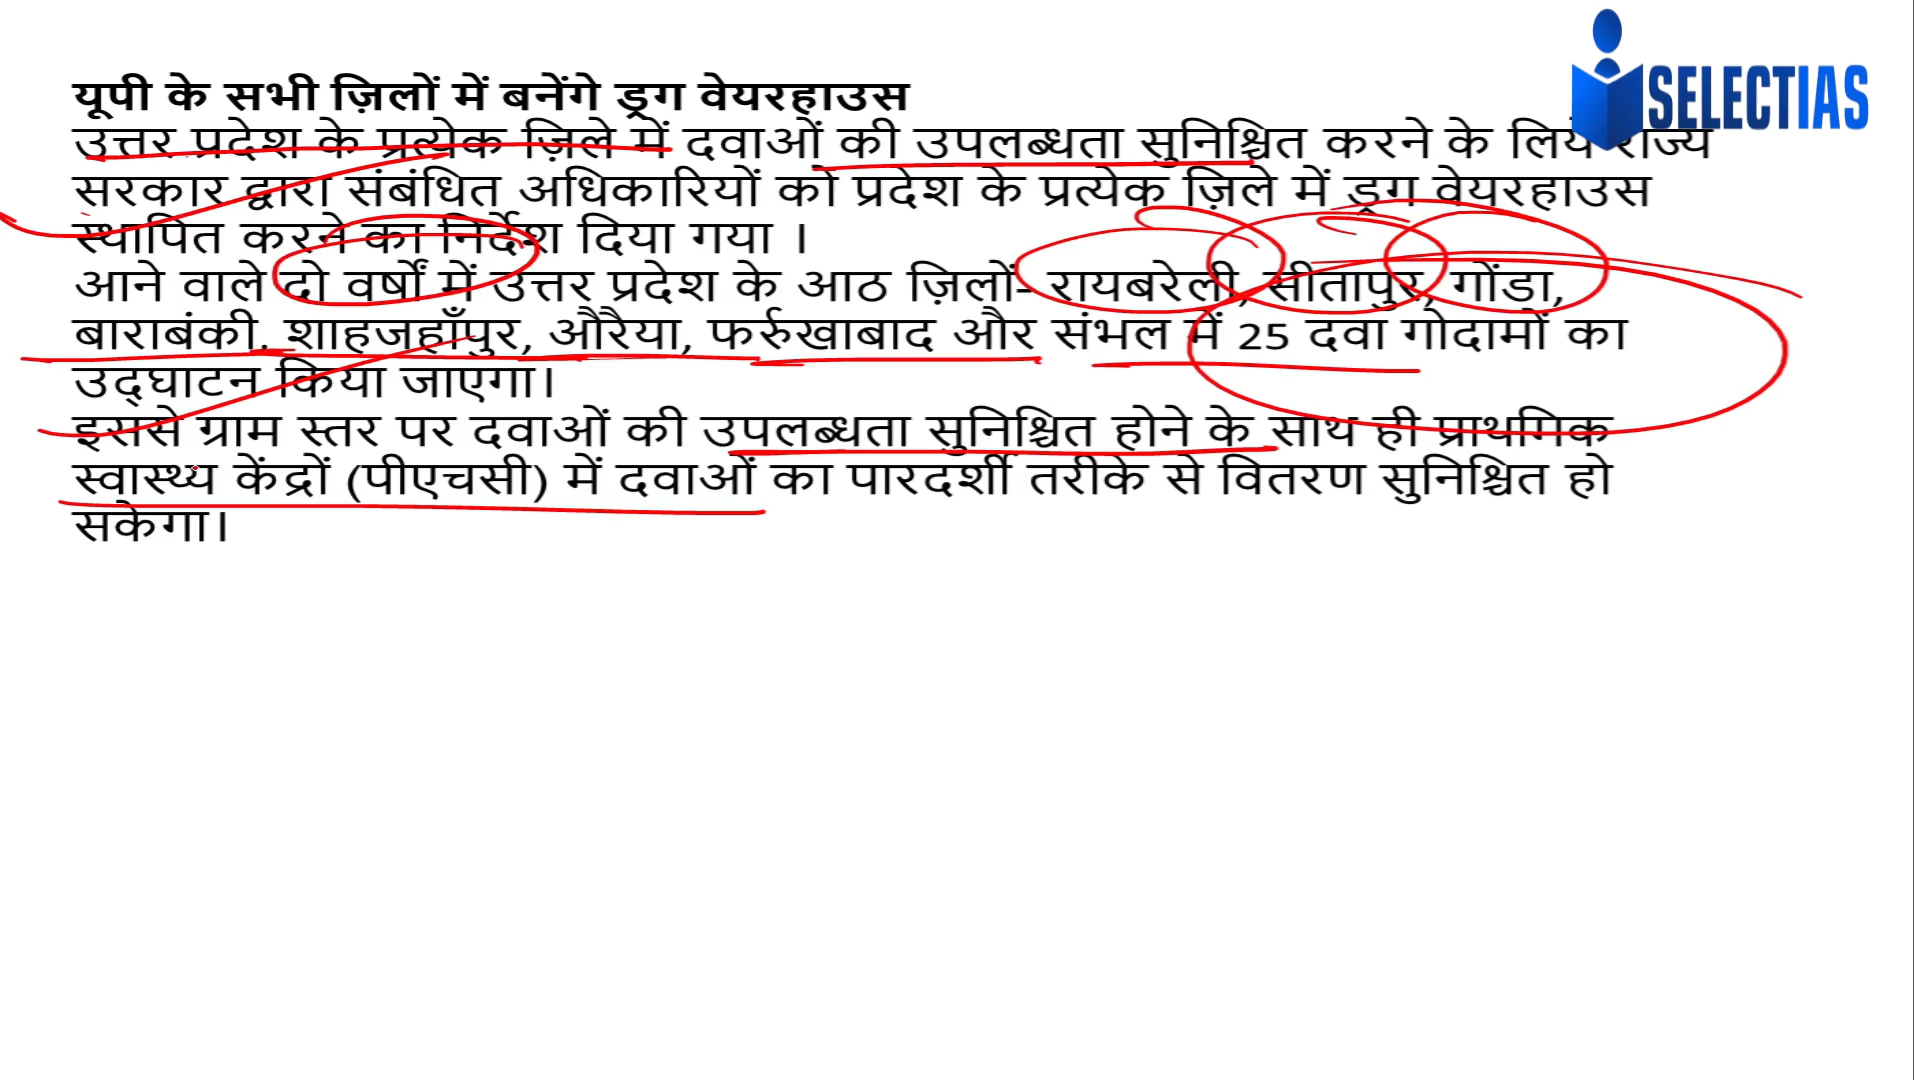 SELECTIAS
यूपी के सभी ज़िलों में बनेंगे ड्रग वेयरहाउस
उत्तर प्रदेश के प्रत्येक ज़िले में दवाओं की उपलब्धता सुनिश्चित करने के लिये राज्य
सरकार द्वारा संबंधित अधिकारियों को प्रदेश के प्रत्येक ज़िले में ड्रग वेयरहाउस
स्थापित करने का निर्देश दिया गया ।
आने वाले दो वर्षों में उत्तर प्रदेश के आठ ज़िलों- रायबरेली, सीतापुर, गोंडा,
बाराबंकी, शाहजहाँपुर, औरैया, फर्रुखाबाद और संभल में 25 दवा गोदामों का
उद्घाटन किया जाएगा।
इससे ग्राम स्तर पर दवाओं की उपलब्धता सुनिश्चित होने के साथ ही प्राथमिक
स्वास्थ्य केंद्रों (पीएचसी) में दवाओं का पारदर्शी तरीके से वितरण सुनिश्चित हो
सकेगा।